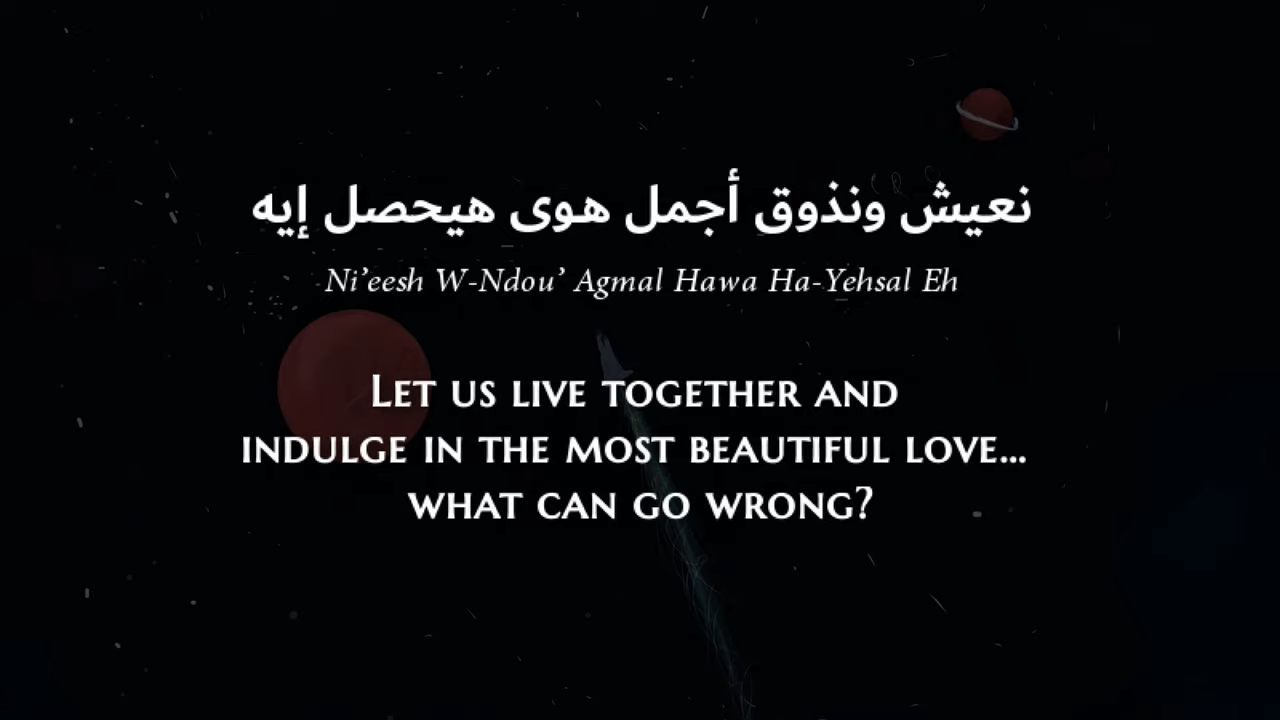 نعيش ونذوق أجمل هوى هيحصل إيه
Ni’eesh W-Ndou’ Agmal Hawa Ha-Yehsal Eh
Let us live together and
indulge in the most beautiful love...
what can go wrong?